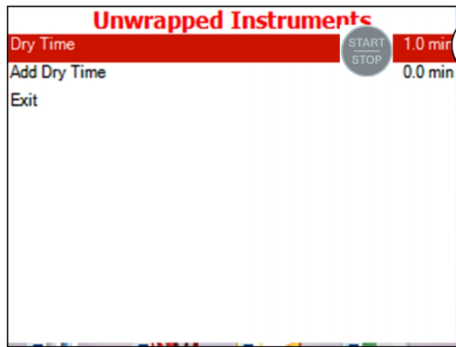 Unwrapped Instruments
Dry Time START STOP 1.0 min
Add Dry Time 0.0 min
Exit